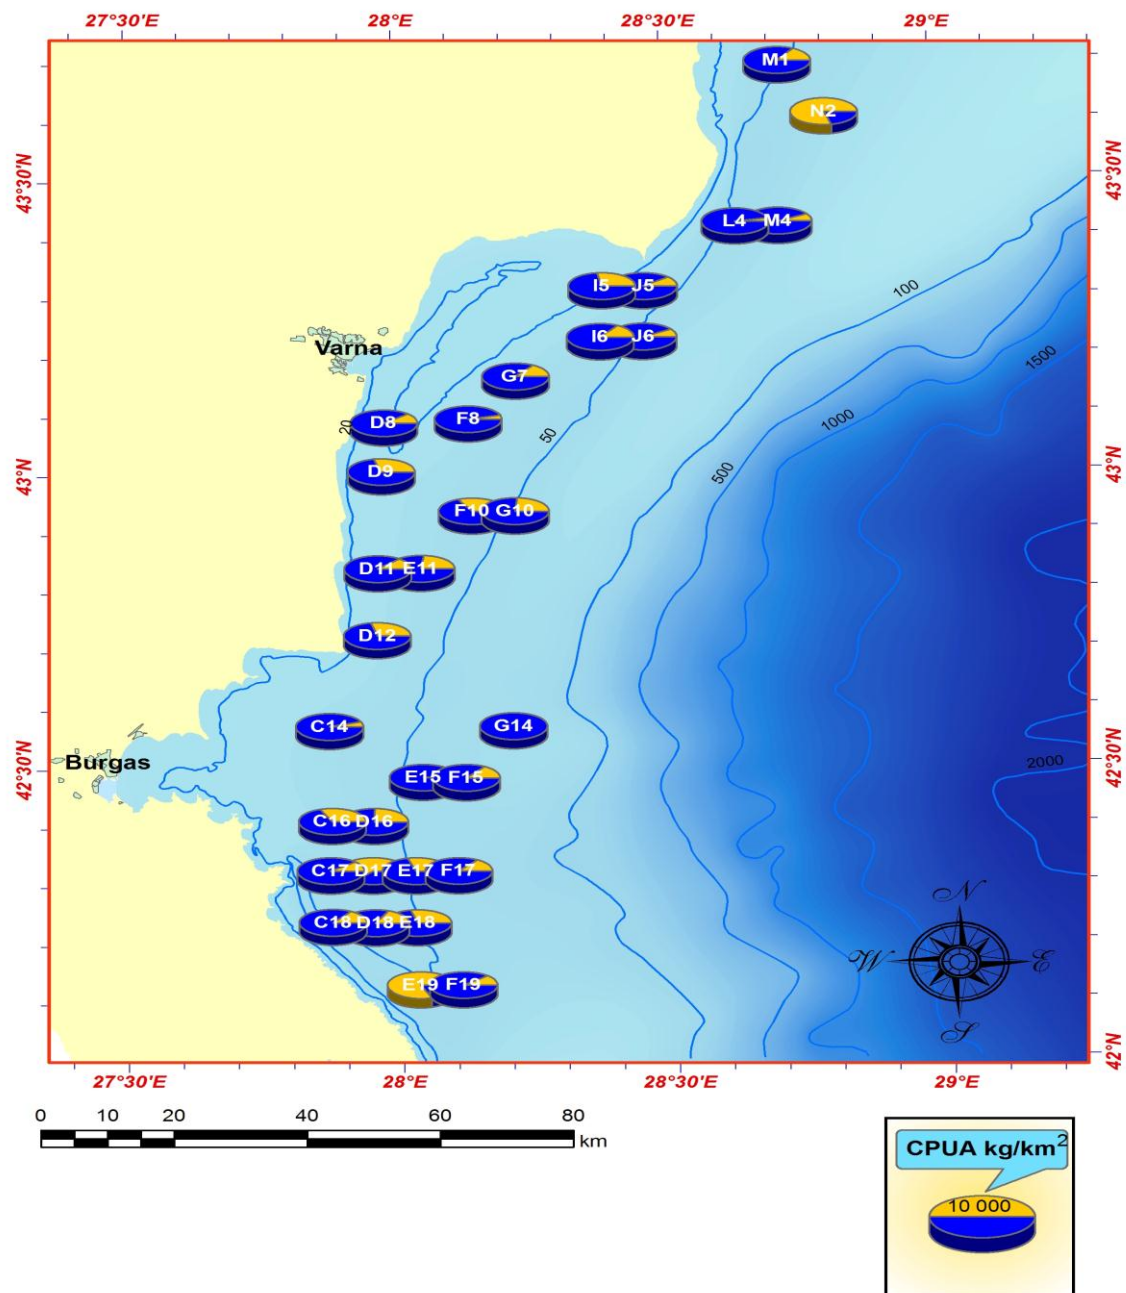 27°30'E 28°E 28°30'E 29°E
M1
N2
43°30'N 43°30'N
L4 M4
I5 J5
100
I6 J6
Varna
1500
G7
D8 F8
20
50
1000
D9
500
43°N 43°N
F10 G10
D11 E11
D12
C14 G14
Burgas
E15 F15
2000
42°30'N 42°30'N
C16 D16
C17 D17 E17 F17
N
C18 D18 E18
W E
E19 F19
S
42°N
27°30'E 28°E 28°30'E 29°E
0 10 20 40 60 80
km
CPUA kg/km²
10 000